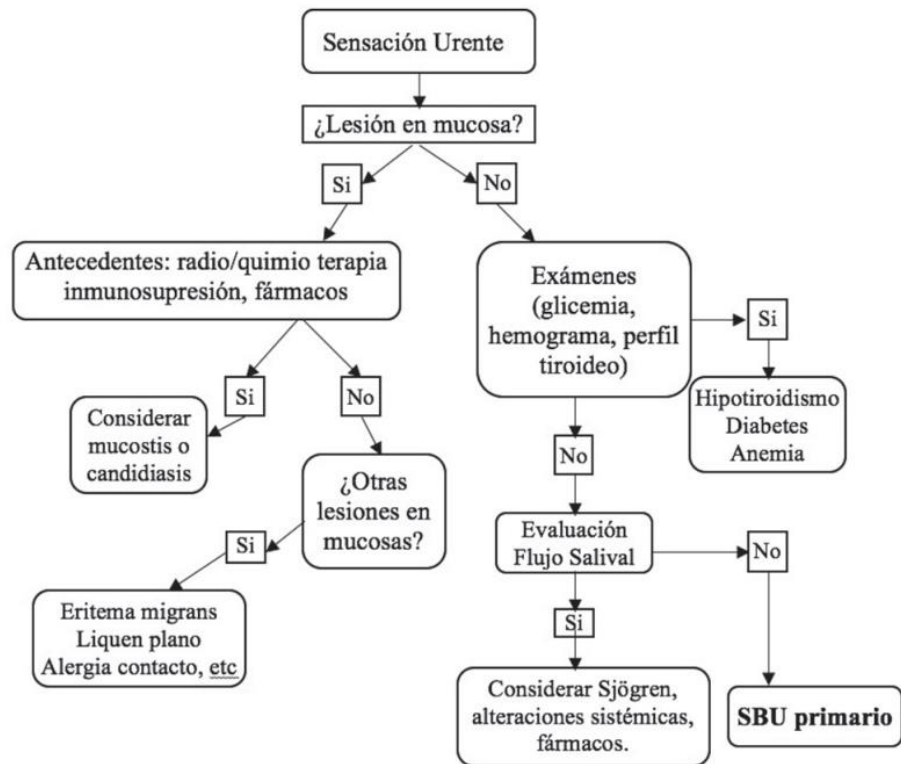 Sensación Urente
¿Lesión en mucosa?
Si
No
Antecedentes: radio/quimio terapia
inmunosupresión, fármacos
Exámenes
(glicemia,
hemograma, perfil
tiroideo)
Si
Si
No
Hipotiroidismo
Diabetes
Anemia
Considerar
mucostis o
candidiasis
No
¿Otras
lesiones en
mucosas?
Evaluación
Flujo Salival
No
Si
Eritema migrans
Liquen plano
Alergia contacto, etc
Si
Considerar Sjögren,
alteraciones sistémicas,
fármacos.
SBU primario